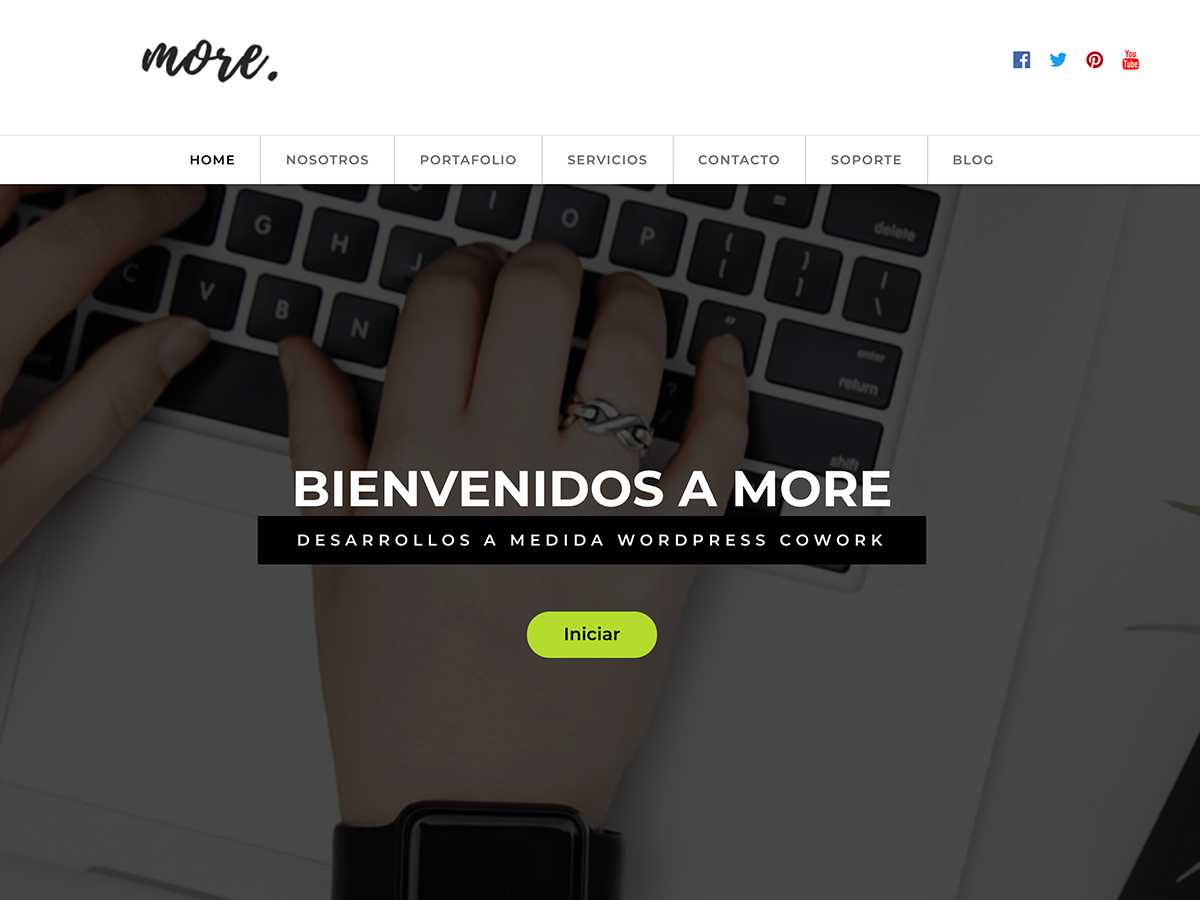 more.
You
Tube
HOME NOSOTROS PORTAFOLIO SERVICIOS CONTACTO SOPORTE BLOG
G H J I O P { [ = delete
C V B N } ] | \
" enter
return
?
shift
BIENVENIDOS A MORE
DESARROLLOS A MEDIDA WORDPRESS COWORK
Iniciar